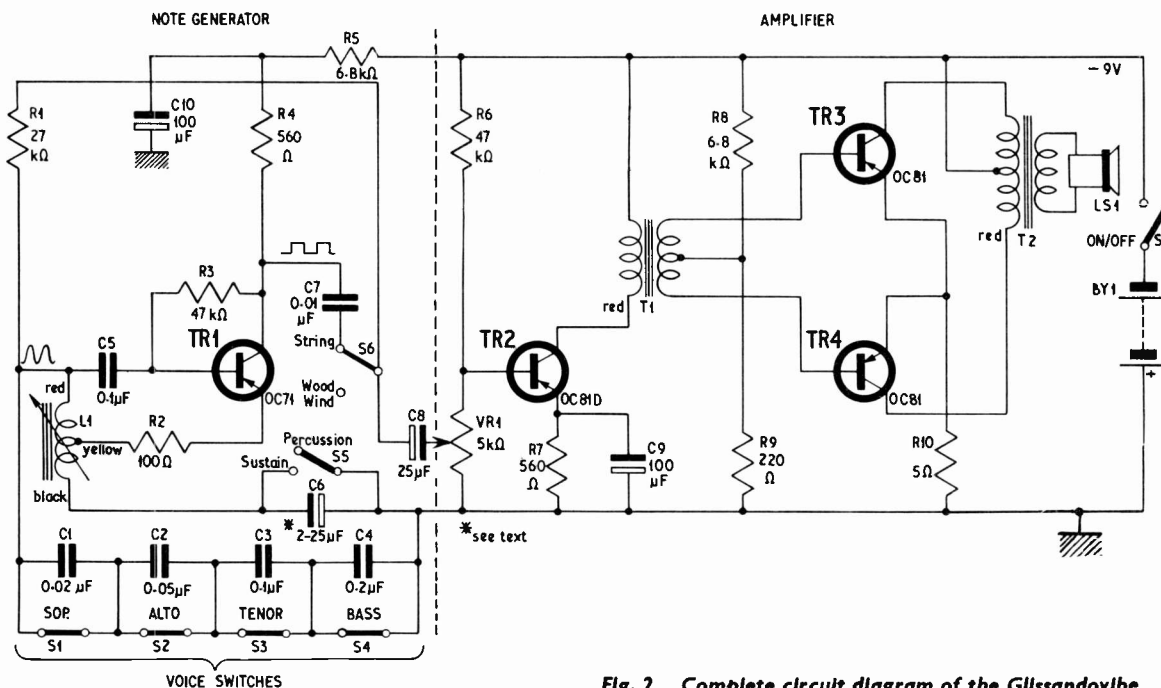 NOTE GENERATOR
AMPLIFIER
R5
6·8kΩ
-9V
R1
27
kΩ
C10
100
µF
R4
560
Ω
R6
47
kΩ
R8
6·8
kΩ
TR3
OC81
LS1
T2
red
ON/OFF
S
BY1
+
R3
47kΩ
C7
0·01
µF
String
S6
Wood
Wind
T1
red
TR1
OC71
TR2
OC81D
TR4
OC81
C5
0·1µF
red
L1
yellow
black
R2
100Ω
Percussion
S5
Sustain
C8
25µF
VR1
5kΩ
R7
560
Ω
C9
100
µF
R9
220
Ω
R10
5Ω
C6
* 2-25µF
* see text
C1
0·02 µF
C2
0·05µF
C3
0·1µF
C4
0·2µF
SOP.
ALTO
TENOR
BASS
S1
S2
S3
S4
VOICE SWITCHES
Fig. 2. Complete circuit diagram of the Glissandovibe